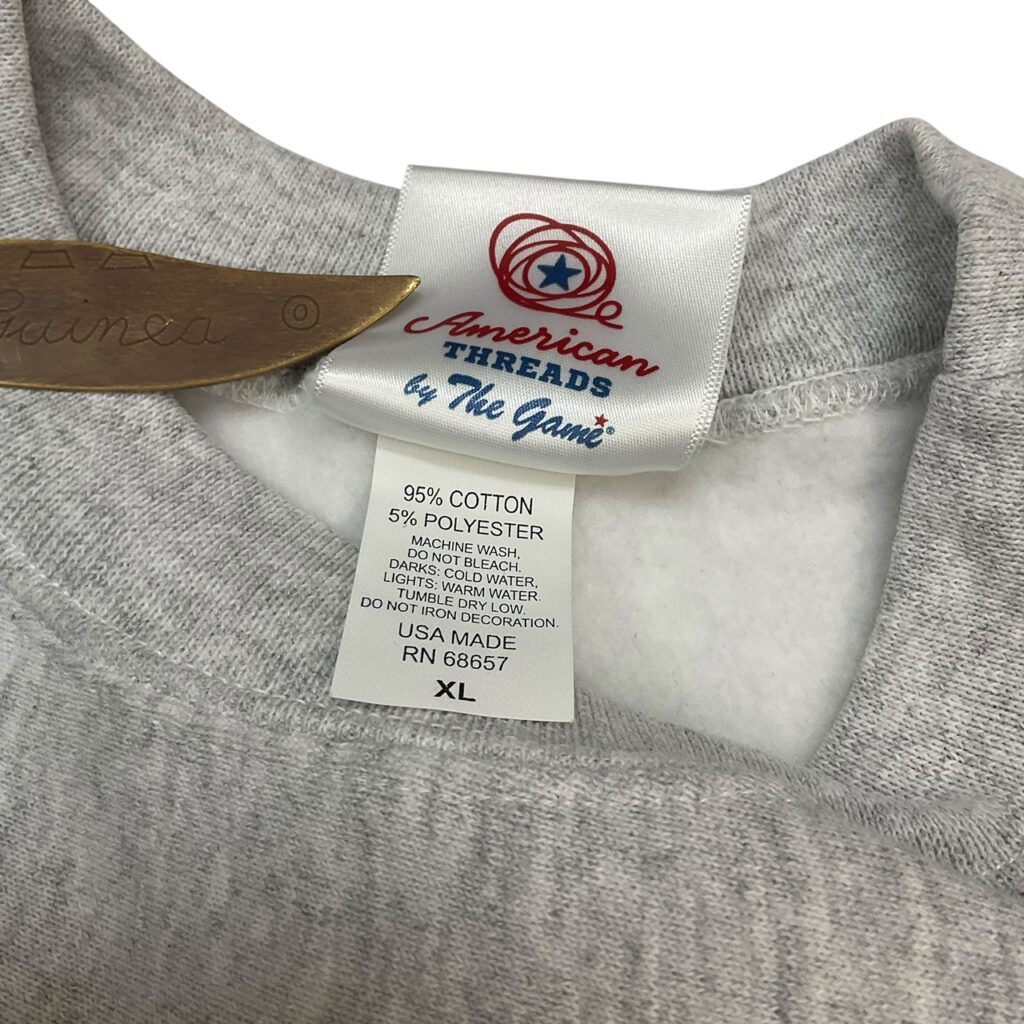 Guinea
American
THREADS
by The Game®
95% COTTON
5% POLYESTER
MACHINE WASH,
DO NOT BLEACH.
DARKS: COLD WATER,
LIGHTS: WARM WATER.
TUMBLE DRY LOW.
DO NOT IRON DECORATION.
USA MADE
RN 68657
XL